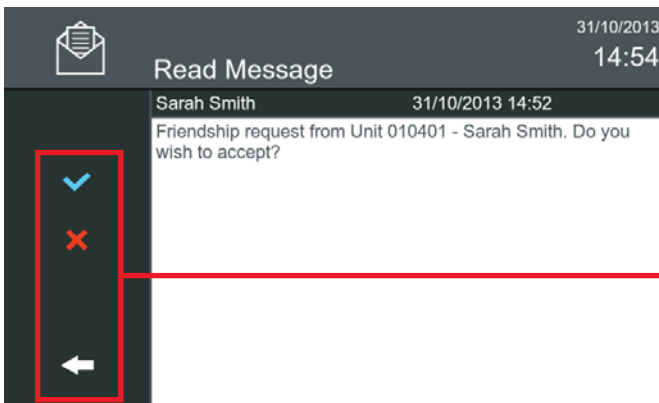 31/10/2013
14:54
Read Message
Sarah Smith 31/10/2013 14:52
Friendship request from Unit 010401 - Sarah Smith. Do you
wish to accept?